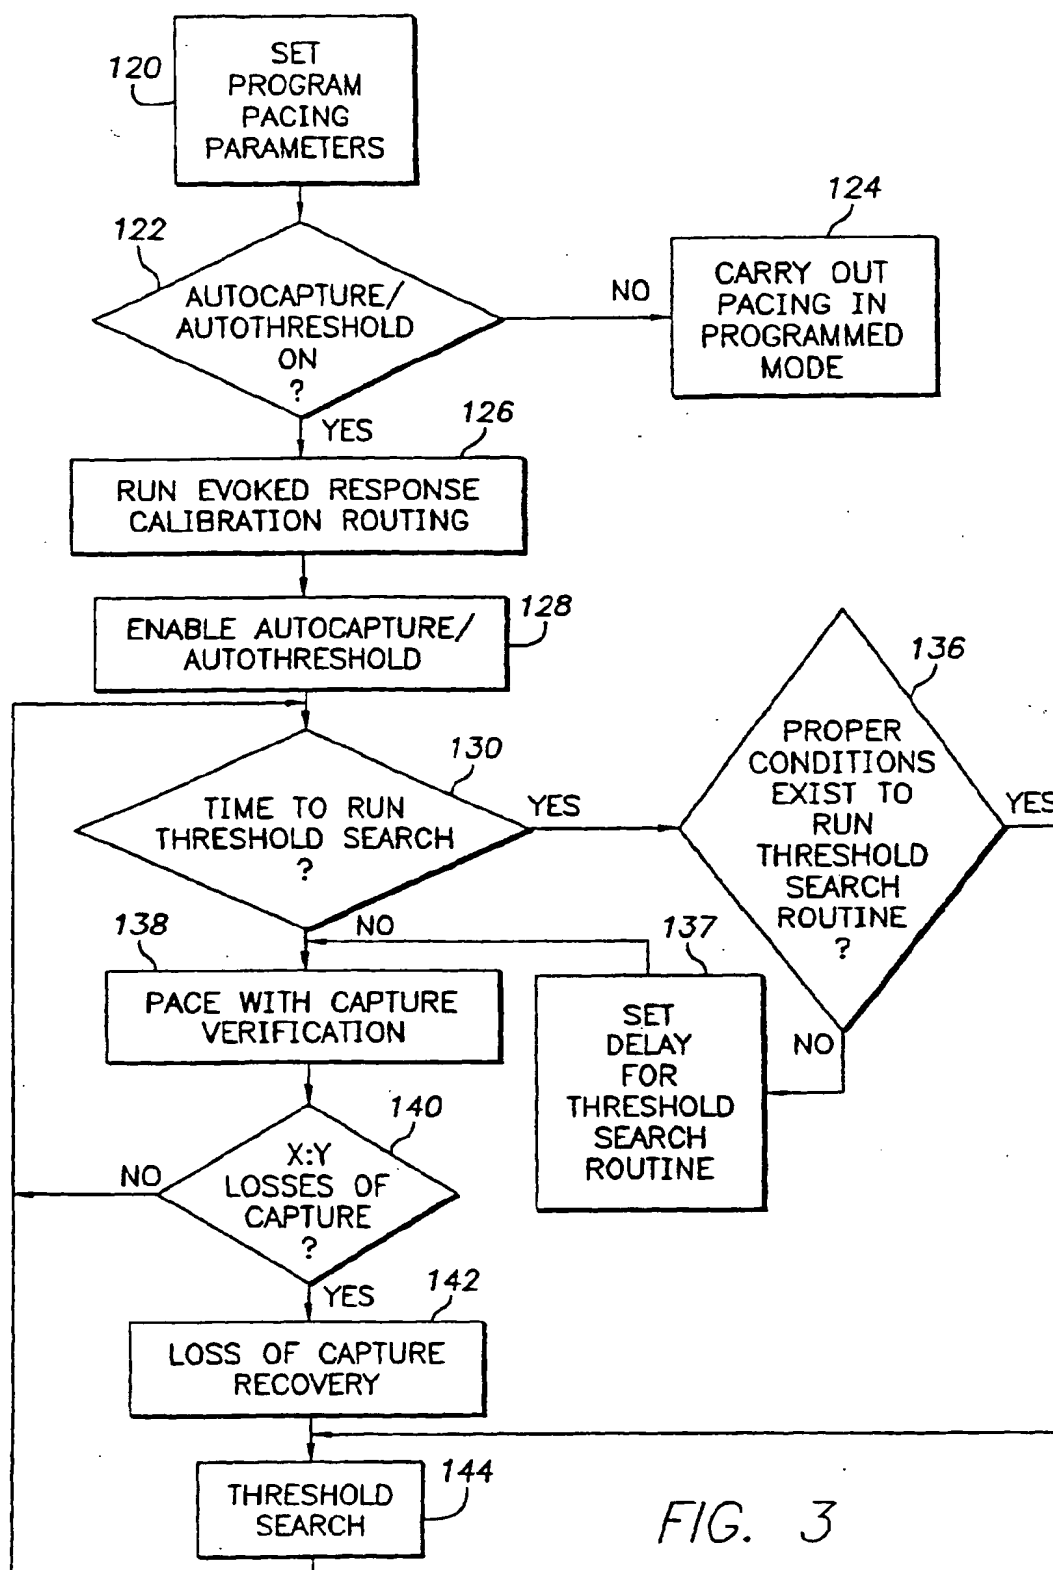 120
SET
PROGRAM
PACING
PARAMETERS
122
AUTOCAPTURE/
AUTOTHRESHOLD
ON
?
NO
124
CARRY OUT
PACING IN
PROGRAMMED
MODE
YES
126
RUN EVOKED RESPONSE
CALIBRATION ROUTING
128
ENABLE AUTOCAPTURE/
AUTOTHRESHOLD
130
TIME TO RUN
THRESHOLD SEARCH
?
YES
136
PROPER
CONDITIONS
EXIST TO
RUN
THRESHOLD
SEARCH
ROUTINE
?
YES
NO
NO
137
SET
DELAY
FOR
THRESHOLD
SEARCH
ROUTINE
138
PACE WITH CAPTURE
VERIFICATION
140
X:Y
LOSSES OF
CAPTURE
?
NO
YES
142
LOSS OF CAPTURE
RECOVERY
144
THRESHOLD
SEARCH
FIG. 3